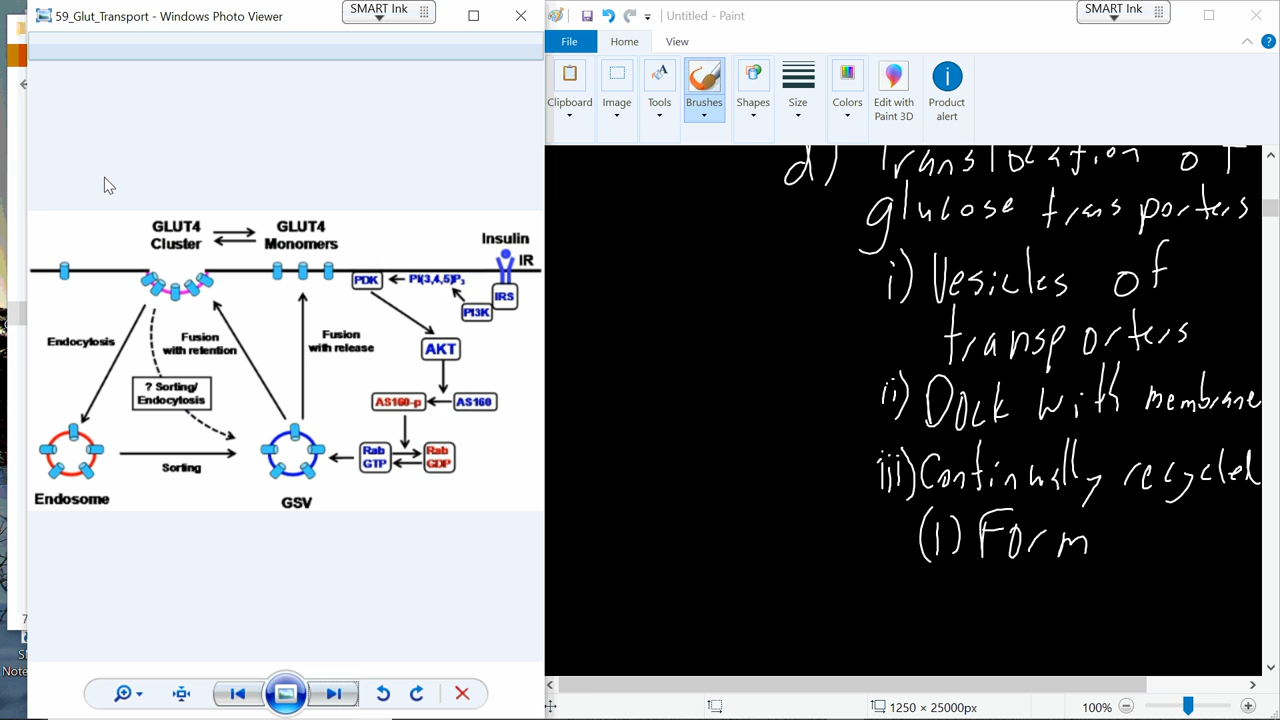 59_Glut_Transport - Windows Photo Viewer
SMART Ink
GLUT4
Cluster
GLUT4
Monomers
Insulin
IR
PDK
PI(3,4,5)P3
IRS
PI3K
Endocytosis
Fusion
with retention
Fusion
with release
AKT
? Sorting/
Endocytosis
AS160-p
AS160
Rab
GTP
Rab
GDP
Sorting
Endosome
GSV
Untitled - Paint
SMART Ink
File
Home
View
Clipboard
Image
Tools
Brushes
Shapes
Size
Colors
Edit with
Paint 3D
Product
alert
d) Translocation of
glucose transporters
i) Vesicles of
transporters
ii) Dock with membrane
iii) Continually recycled
(1) Form
1250 × 25000px
100%